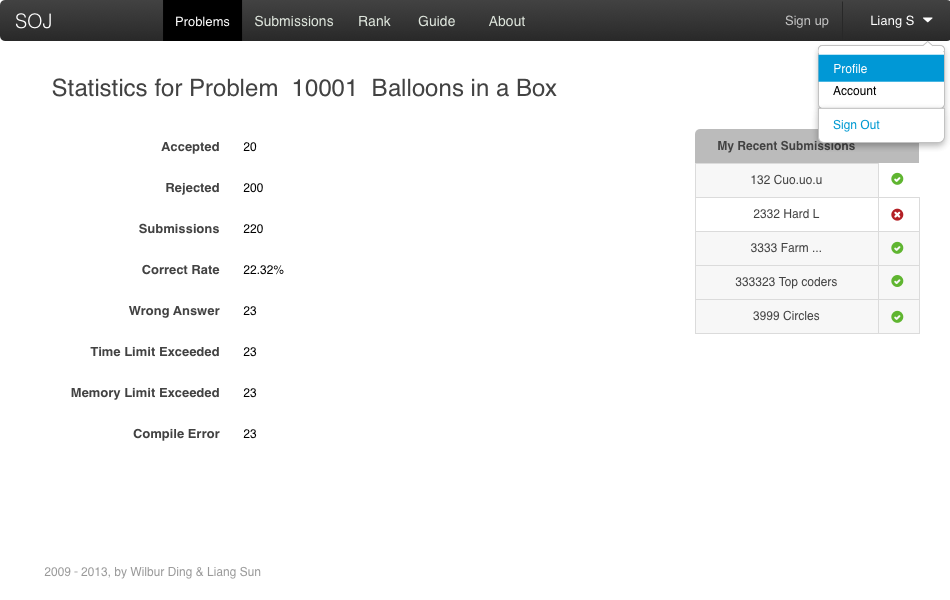 SOJ Problems Submissions Rank Guide About Sign up Liang S
Profile
Account
Sign Out
Statistics for Problem 10001 Balloons in a Box
Accepted 20
Rejected 200
Submissions 220
Correct Rate 22.32%
Wrong Answer 23
Time Limit Exceeded 23
Memory Limit Exceeded 23
Compile Error 23
My Recent Submissions
132 Cuo.uo.u
2332 Hard L
3333 Farm ...
333323 Top coders
3999 Circles
2009 - 2013, by Wilbur Ding & Liang Sun